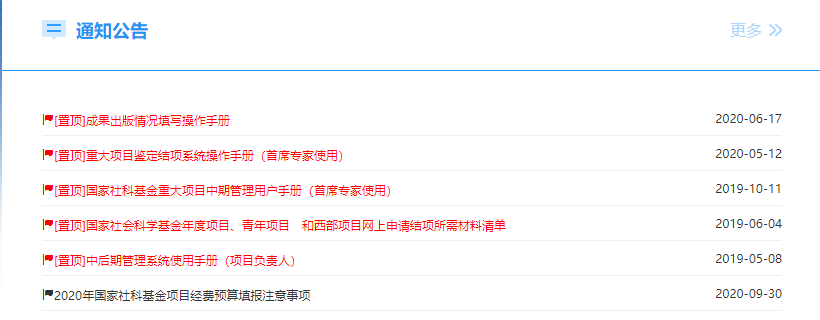 通知公告
更多
[置顶]成果出版情况填写操作手册 2020-06-17
[置顶]重大项目鉴定结项系统操作手册（首席专家使用） 2020-05-12
[置顶]国家社科基金重大项目中期管理用户手册（首席专家使用） 2019-10-11
[置顶]国家社会科学基金年度项目、青年项目　和西部项目网上申请结项所需材料清单 2019-06-04
[置顶]中后期管理系统使用手册（项目负责人） 2019-05-08
2020年国家社科基金项目经费预算填报注意事项 2020-09-30